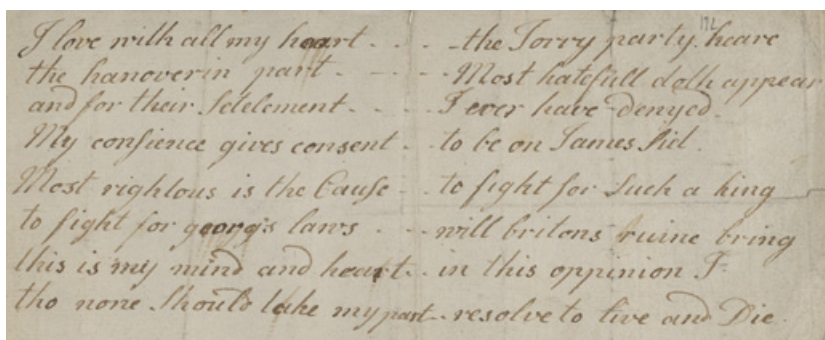 192
I love with all my heart - - - - the Torry party heare
the hanoverin part - - - - Most hatefull doth appear
and for their Setelement - - - - I ever have denyed.
My consience gives consent - - to be on James Sid.
Most rightous is the Cause - - to fight for Such a king
to fight for georgs laws - - - will britons ruine bring
this is my mind and heart - - in this oppinion I
tho none Should take my part - - resolve to live and Die.